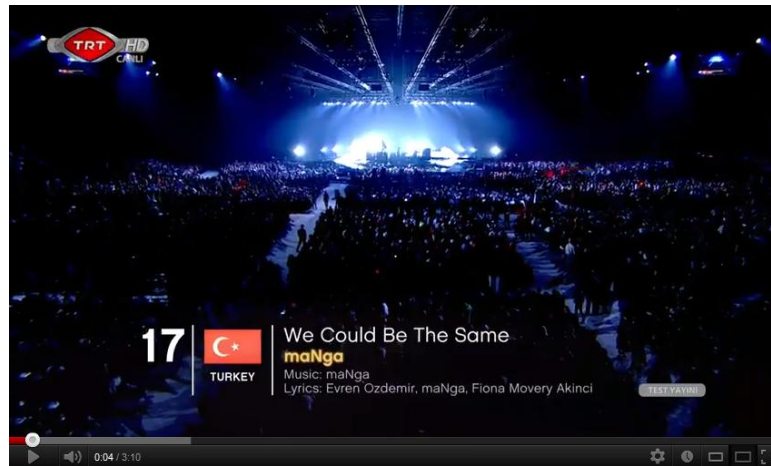 TRT HD
CANLI
17
TURKEY
We Could Be The Same
maNga
Music: maNga
Lyrics: Evren Ozdemir, maNga, Fiona Movery Akinci
TEST YAYINI
0:04 / 3:10